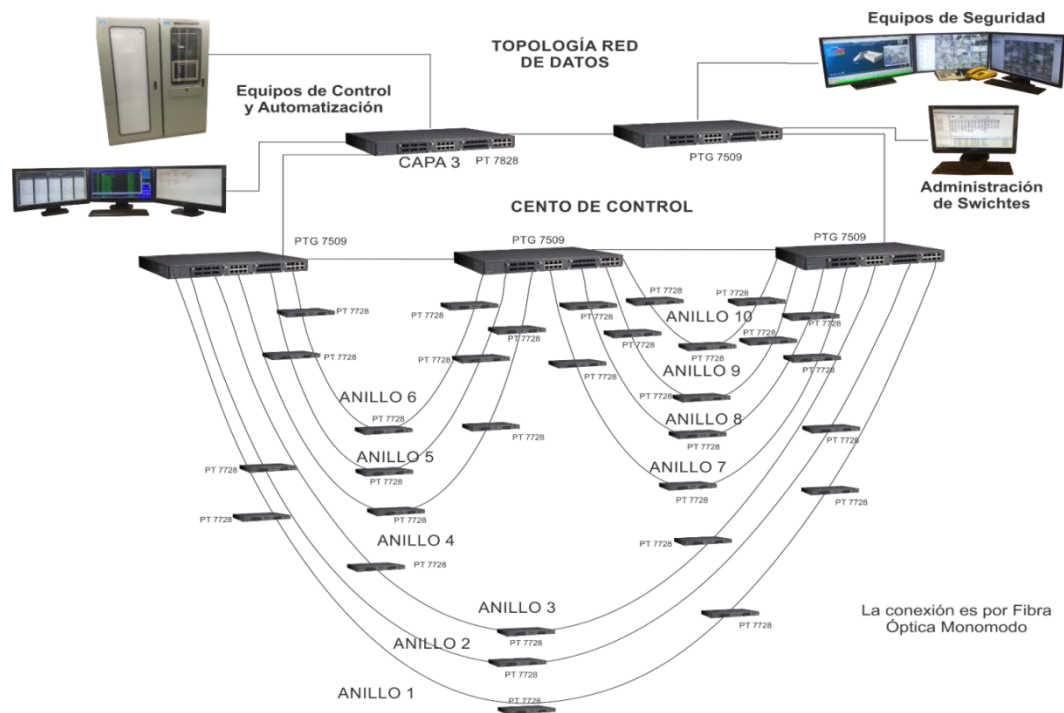 Equipos de Seguridad
TOPOLOGÍA RED
DE DATOS
Equipos de Control
y Automatización
CAPA 3
PT 7828
PTG 7509
Administración
de Swichtes
CENTO DE CONTROL
PTG 7509
PTG 7509
PTG 7509
PT 7728
PT 7728
PT 7728
PT 7728
PT 7728
PT 7728
ANILLO 10
PT 7728
PT 7728
PT 7728
PT 7728
PT 7728
PT 7728
PT 7728
PT 7728
PT 7728
ANILLO 9
ANILLO 6
PT 7728
PT 7728
ANILLO 8
PT 7728
PT 7728
PT 7728
ANILLO 5
PT 7728
ANILLO 7
PT 7728
PT 7728
PT 7728
PT 7728
PT 7728
PT 7728
ANILLO 4
PT 7728
PT 7728
ANILLO 3
PT 7728
La conexión es por Fibra
Óptica Monomodo
PT 7728
ANILLO 2
PT 7728
ANILLO 1
PT 7728